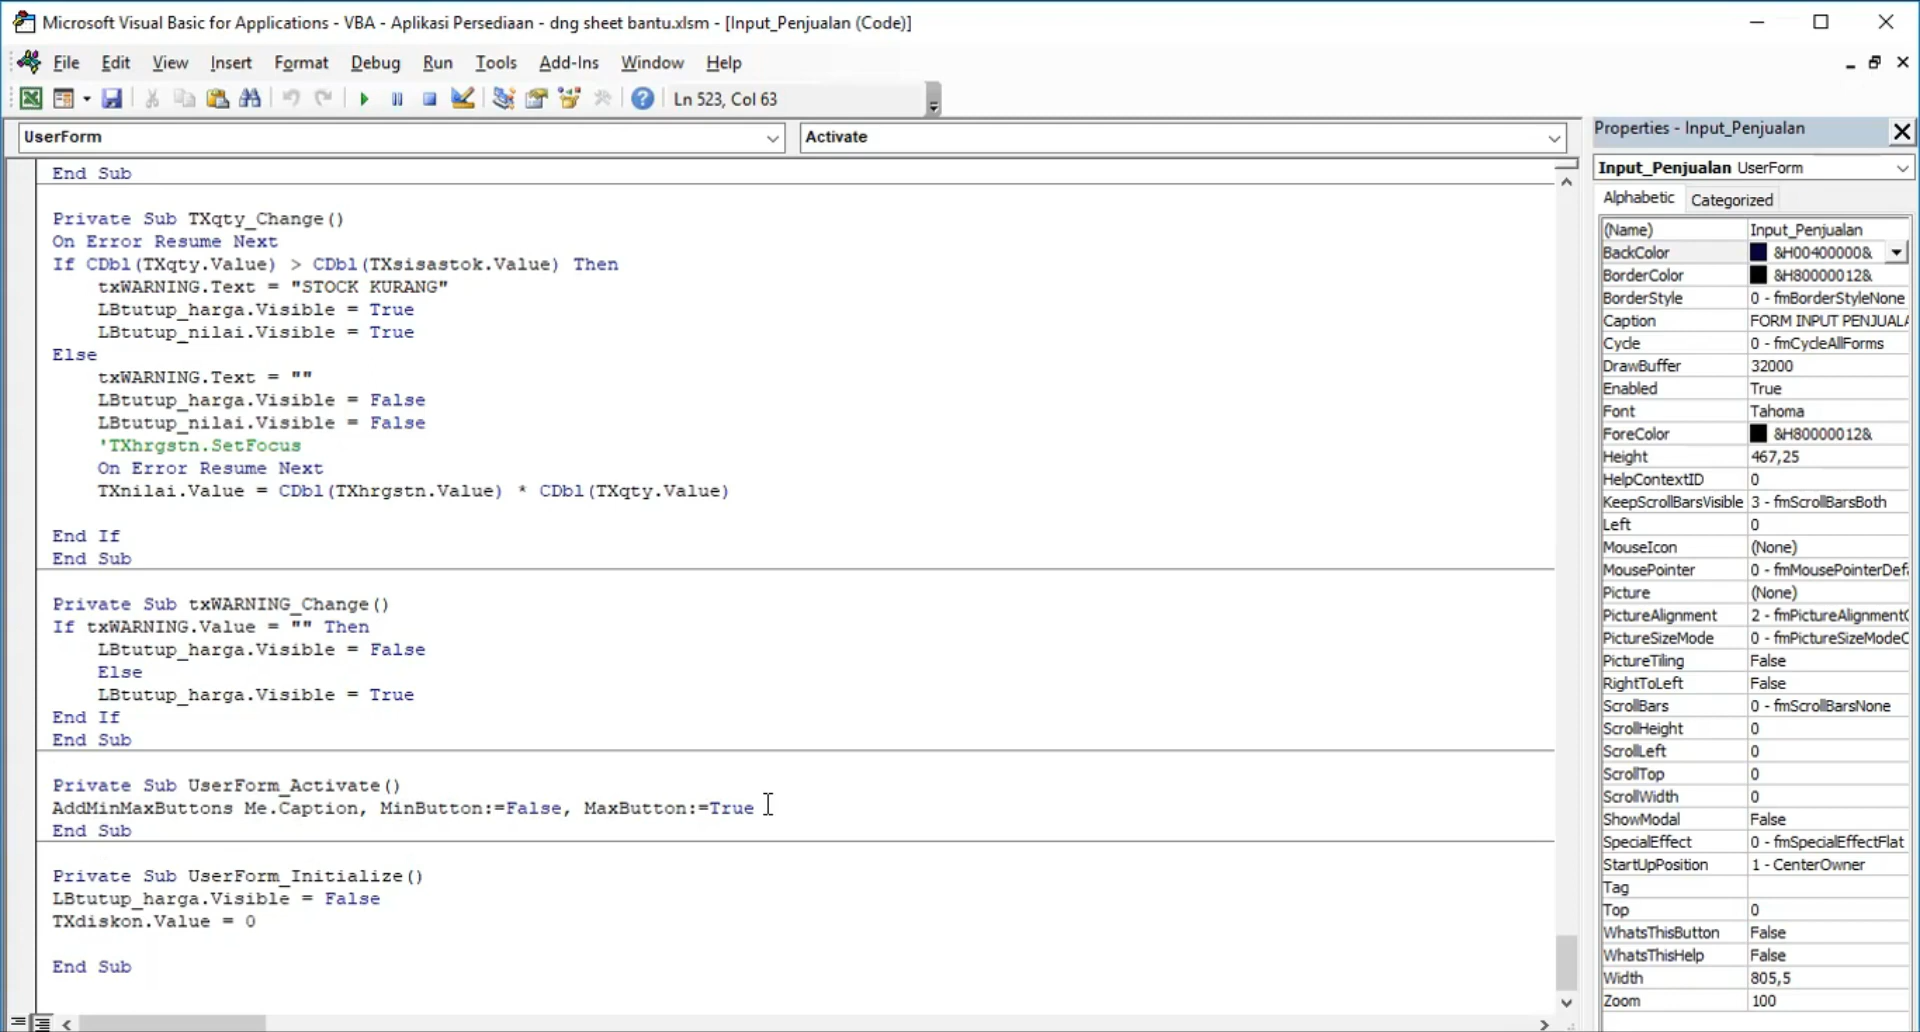 Microsoft Visual Basic for Applications - VBA - Aplikasi Persediaan - dng sheet bantu.xlsm - [Input_Penjualan (Code)]
File Edit View Insert Format Debug Run Tools Add-Ins Window Help
Ln 523, Col 63
UserForm
Activate
End Sub
Private Sub TXqty_Change()
On Error Resume Next
If CDbl(TXqty.Value) > CDbl(TXsisastok.Value) Then
txWARNING.Text = "STOCK KURANG"
LBtutup_harga.Visible = True
LBtutup_nilai.Visible = True
Else
txWARNING.Text = ""
LBtutup_harga.Visible = False
LBtutup_nilai.Visible = False
'TXhrgstn.SetFocus
On Error Resume Next
TXnilai.Value = CDbl(TXhrgstn.Value) * CDbl(TXqty.Value)
End If
End Sub
Private Sub txWARNING_Change()
If txWARNING.Value = "" Then
LBtutup_harga.Visible = False
Else
LBtutup_harga.Visible = True
End If
End Sub
Private Sub UserForm_Activate()
AddMinMaxButtons Me.Caption, MinButton:=False, MaxButton:=True
End Sub
Private Sub UserForm_Initialize()
LBtutup_harga.Visible = False
TXdiskon.Value = 0
End Sub
Properties - Input_Penjualan
Input_Penjualan UserForm
Alphabetic Categorized
(Name) Input_Penjualan
BackColor &H00400000&
BorderColor &H80000012&
BorderStyle 0 - fmBorderStyleNone
Caption FORM INPUT PENJUALA
Cycle 0 - fmCycleAllForms
DrawBuffer 32000
Enabled True
Font Tahoma
ForeColor &H80000012&
Height 467,25
HelpContextID 0
KeepScrollBarsVisible 3 - fmScrollBarsBoth
Left 0
MouseIcon (None)
MousePointer 0 - fmMousePointerDefa
Picture (None)
PictureAlignment 2 - fmPictureAlignmentC
PictureSizeMode 0 - fmPictureSizeModeC
PictureTiling False
RightToLeft False
ScrollBars 0 - fmScrollBarsNone
ScrollHeight 0
ScrollLeft 0
ScrollTop 0
ScrollWidth 0
ShowModal False
SpecialEffect 0 - fmSpecialEffectFlat
StartUpPosition 1 - CenterOwner
Tag
Top 0
WhatsThisButton False
WhatsThisHelp False
Width 805,5
Zoom 100